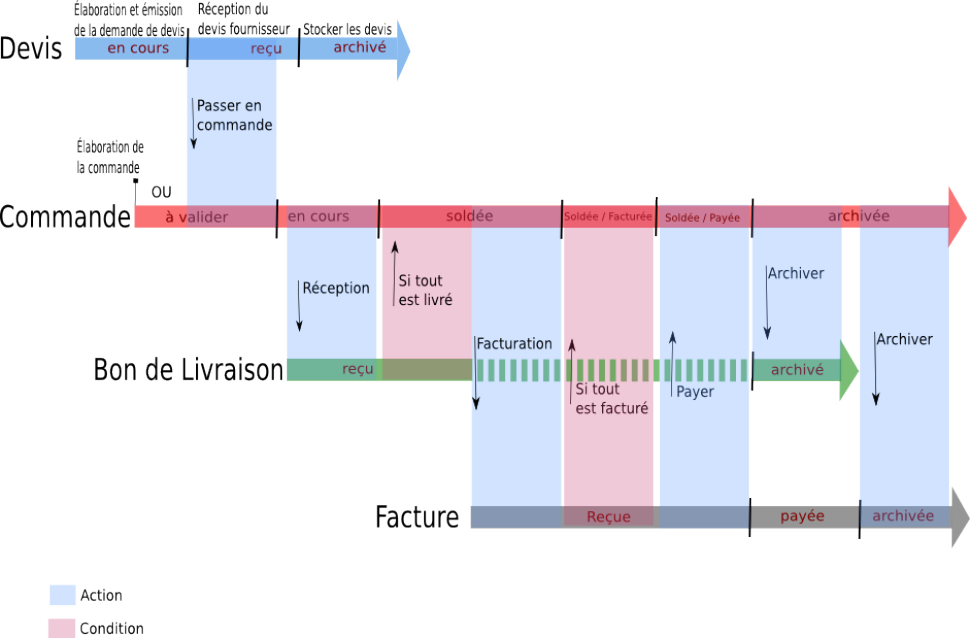 Élaboration et émission
de la demande de devis
Réception du
devis fournisseur
Stocker les devis
Devis
en cours
reçu
archivé
Passer en
commande
Élaboration de
la commande
OU
Commande
à valider
en cours
soldée
Soldée / Facturée
Soldée / Payée
archivée
Réception
Si tout
est livré
Archiver
Facturation
Archiver
Bon de Livraison
reçu
archivé
Si tout
est facturé
Payer
Facture
Reçue
payée
archivée
Action
Condition